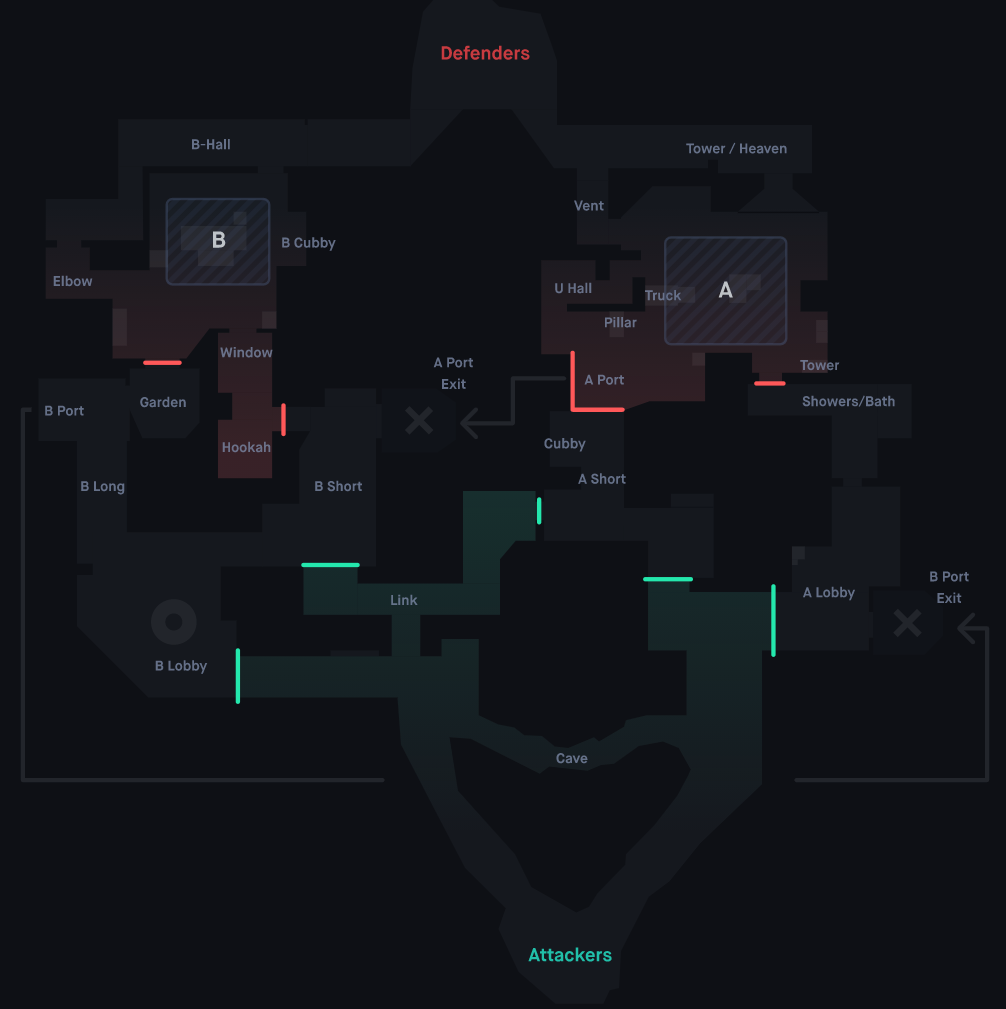 Defenders
B-Hall
Tower / Heaven
Vent
B
B Cubby
Elbow
U Hall
Truck
A
Pillar
Window
A Port
Exit
Tower
A Port
B Port
Garden
Showers/Bath
Hookah
Cubby
B Long
B Short
A Short
B Port
Exit
Link
A Lobby
B Lobby
Cave
Attackers